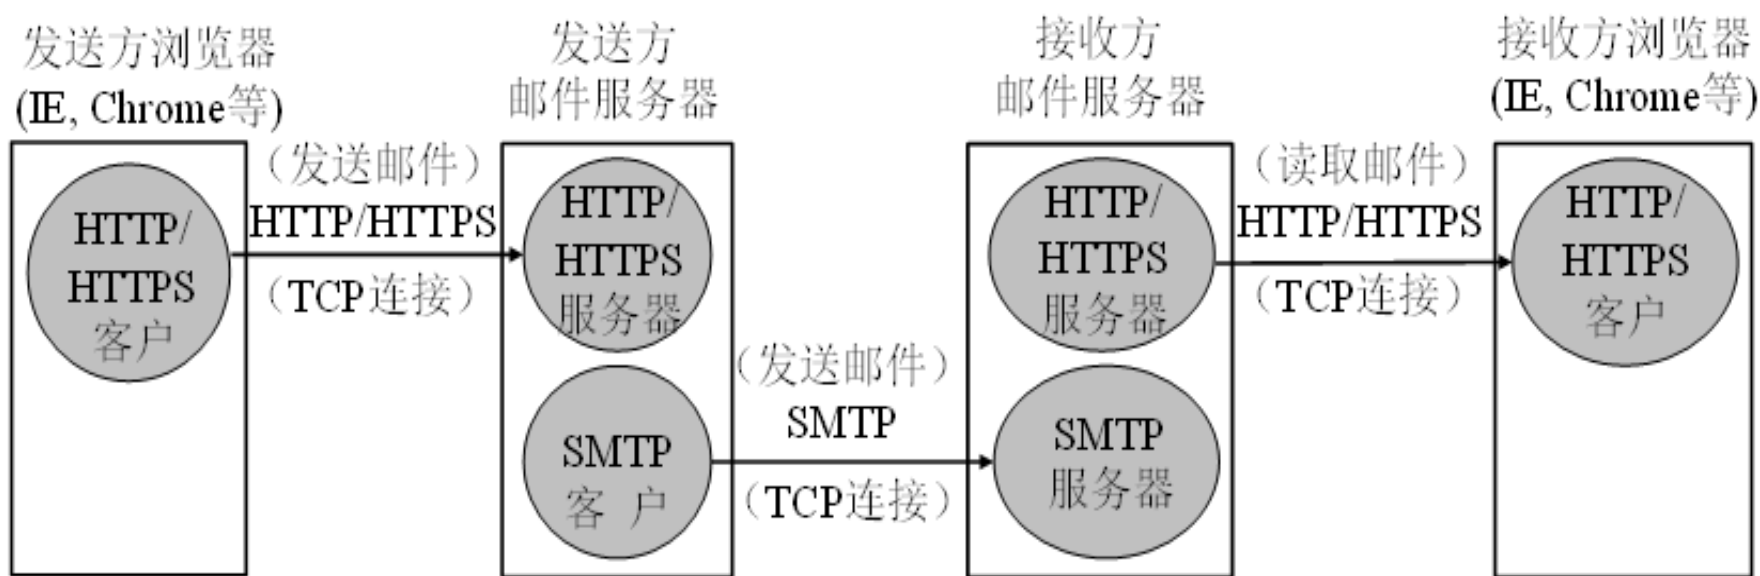 发送方浏览器
(IE, Chrome等)
发送方
邮件服务器
接收方
邮件服务器
接收方浏览器
(IE, Chrome等)
HTTP/
HTTPS
客户
（发送邮件）
HTTP/HTTPS
（TCP连接）
HTTP/
HTTPS
服务器
SMTP
客 户
（发送邮件）
SMTP
（TCP连接）
HTTP/
HTTPS
服务器
SMTP
服务器
（读取邮件）
HTTP/HTTPS
（TCP连接）
HTTP/
HTTPS
客户